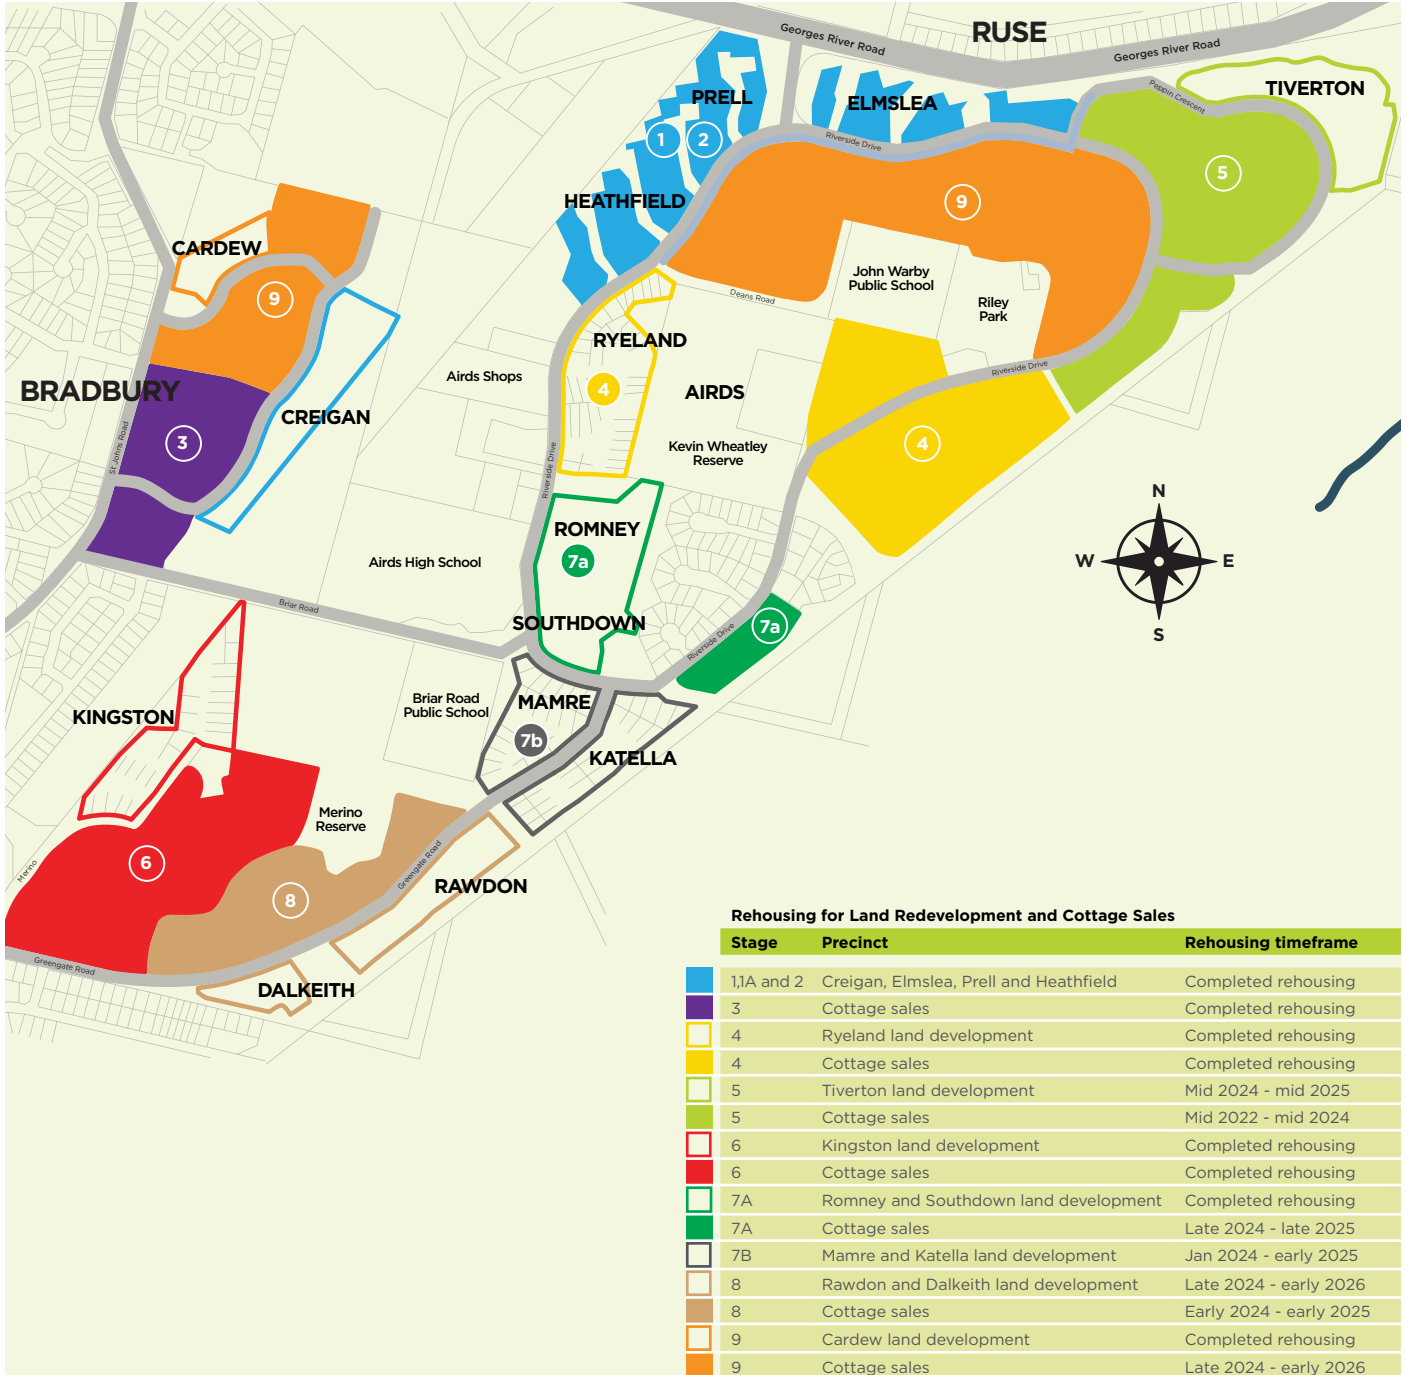 RUSE
Georges River Road
Georges River Road
TIVERTON
Peppin Crescent
PRELL
ELMSLEA
1
2
Riverside Drive
5
HEATHFIELD
9
CARDEW
John Warby
Public School
9
Deans Road
Riley
Park
RYELAND
Riverside Drive
Airds Shops
BRADBURY
4
AIRDS
CREIGAN
3
St Johns Road
Kevin Wheatley
Reserve
4
Riverside Drive
N
W
E
S
ROMNEY
7a
Airds High School
Briar Road
SOUTHDOWN
7a
Riverside Drive
Briar Road
Public School
MAMRE
KINGSTON
7b
KATELLA
Merino
Reserve
6
Merino
Greengate Road
RAWDON
8
Greengate Road
DALKEITH
Rehousing for Land Redevelopment and Cottage Sales
Stage Precinct Rehousing timeframe
1,1A and 2 Creigan, Elmslea, Prell and Heathfield Completed rehousing
3 Cottage sales Completed rehousing
4 Ryeland land development Completed rehousing
4 Cottage sales Completed rehousing
5 Tiverton land development Mid 2024 - mid 2025
5 Cottage sales Mid 2022 - mid 2024
6 Kingston land development Completed rehousing
6 Cottage sales Completed rehousing
7A Romney and Southdown land development Completed rehousing
7A Cottage sales Late 2024 - late 2025
7B Mamre and Katella land development Jan 2024 - early 2025
8 Rawdon and Dalkeith land development Late 2024 - early 2026
8 Cottage sales Early 2024 - early 2025
9 Cardew land development Completed rehousing
9 Cottage sales Late 2024 - early 2026